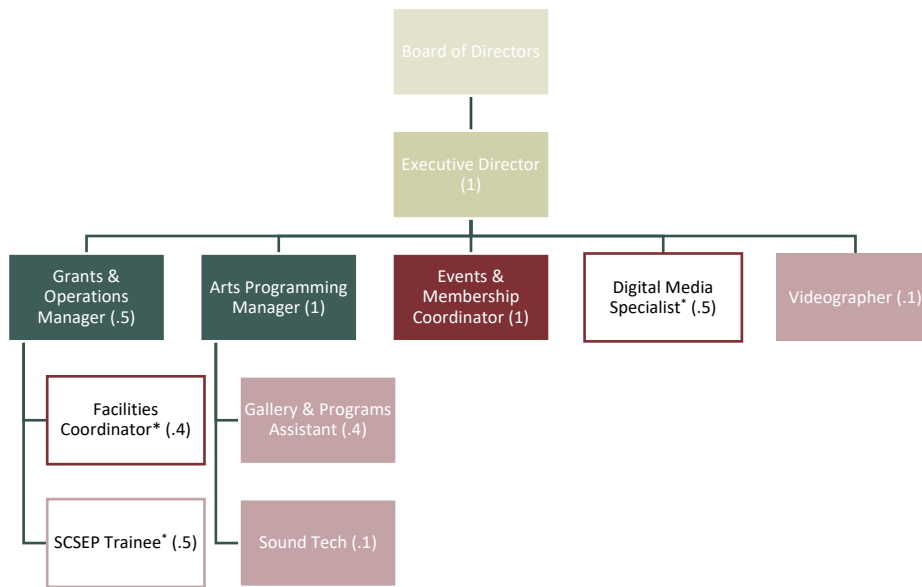 Board of Directors
Executive Director
(1)
Grants &
Operations
Manager (.5)
Arts Programming
Manager (1)
Events &
Membership
Coordinator (1)
Digital Media
Specialist* (.5)
Videographer (.1)
Facilities
Coordinator* (.4)
Gallery & Programs
Assistant (.4)
SCSEP Trainee* (.5)
Sound Tech (.1)